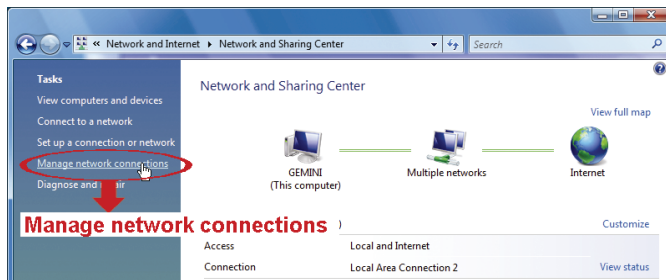 « Network and Internet ▸ Network and Sharing Center
Search
Tasks
View computers and devices
Connect to a network
Set up a connection or network
Manage network connections
Diagnose and
Network and Sharing Center
View full map
GEMINI
(This computer)
Multiple networks
Internet
Manage network connections
)
Customize
Access
Local and Internet
Connection
Local Area Connection 2
View status